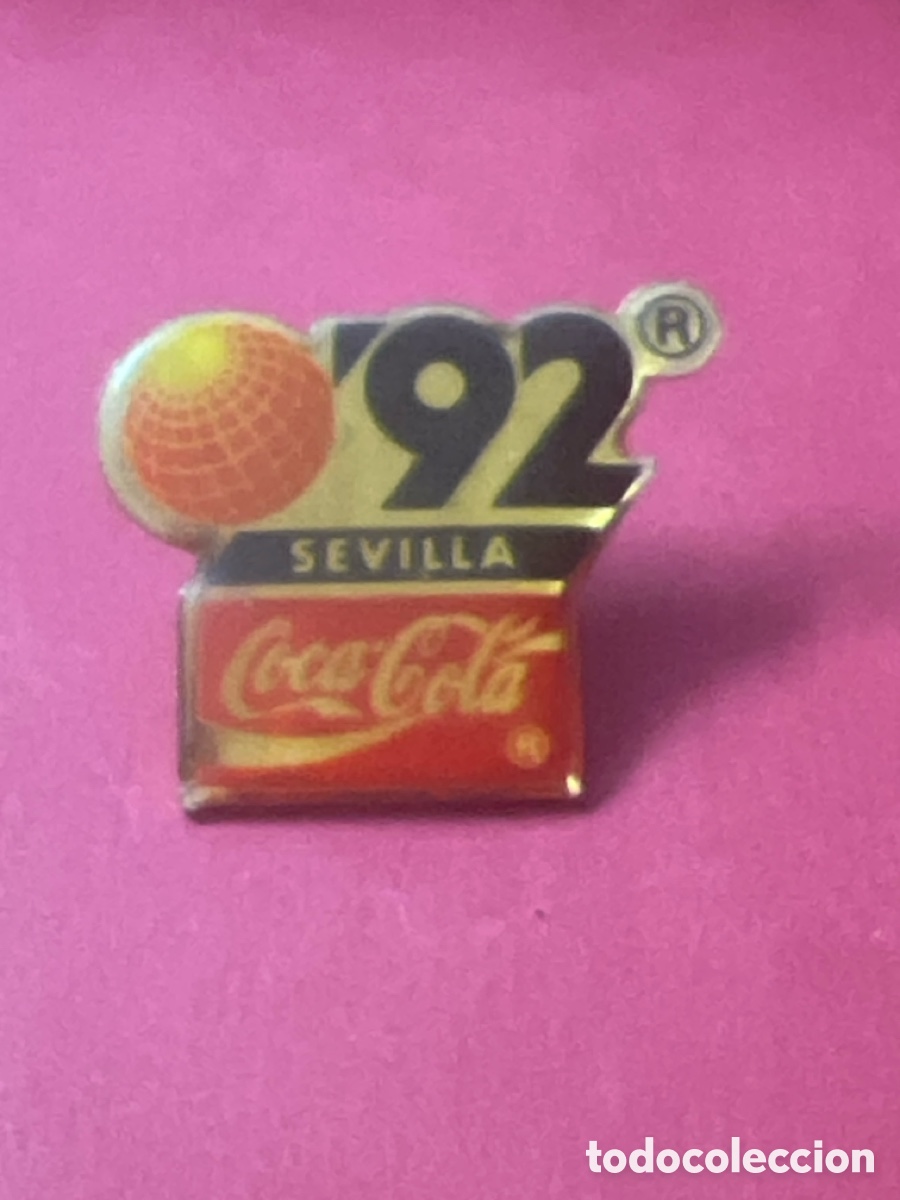 '92®
SEVILLA
Coca-Cola
®
todocoleccion